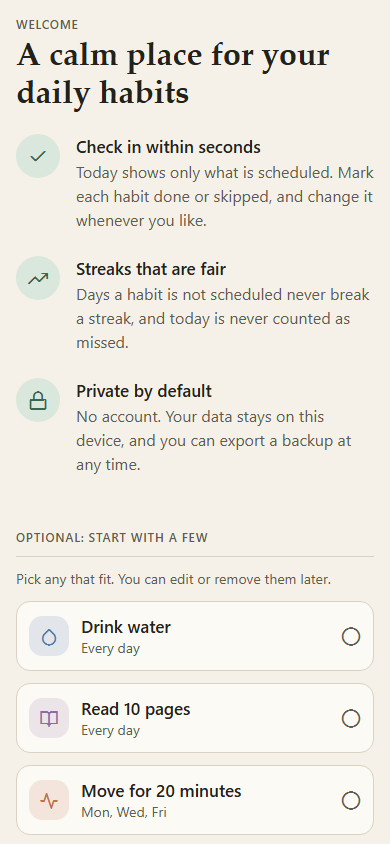 WELCOME
A calm place for your
daily habits
Check in within seconds
Today shows only what is scheduled. Mark
each habit done or skipped, and change it
whenever you like.
Streaks that are fair
Days a habit is not scheduled never break
a streak, and today is never counted as
missed.
Private by default
No account. Your data stays on this
device, and you can export a backup at
any time.
OPTIONAL: START WITH A FEW
Pick any that fit. You can edit or remove them later.
Drink water
Every day
Read 10 pages
Every day
Move for 20 minutes
Mon, Wed, Fri